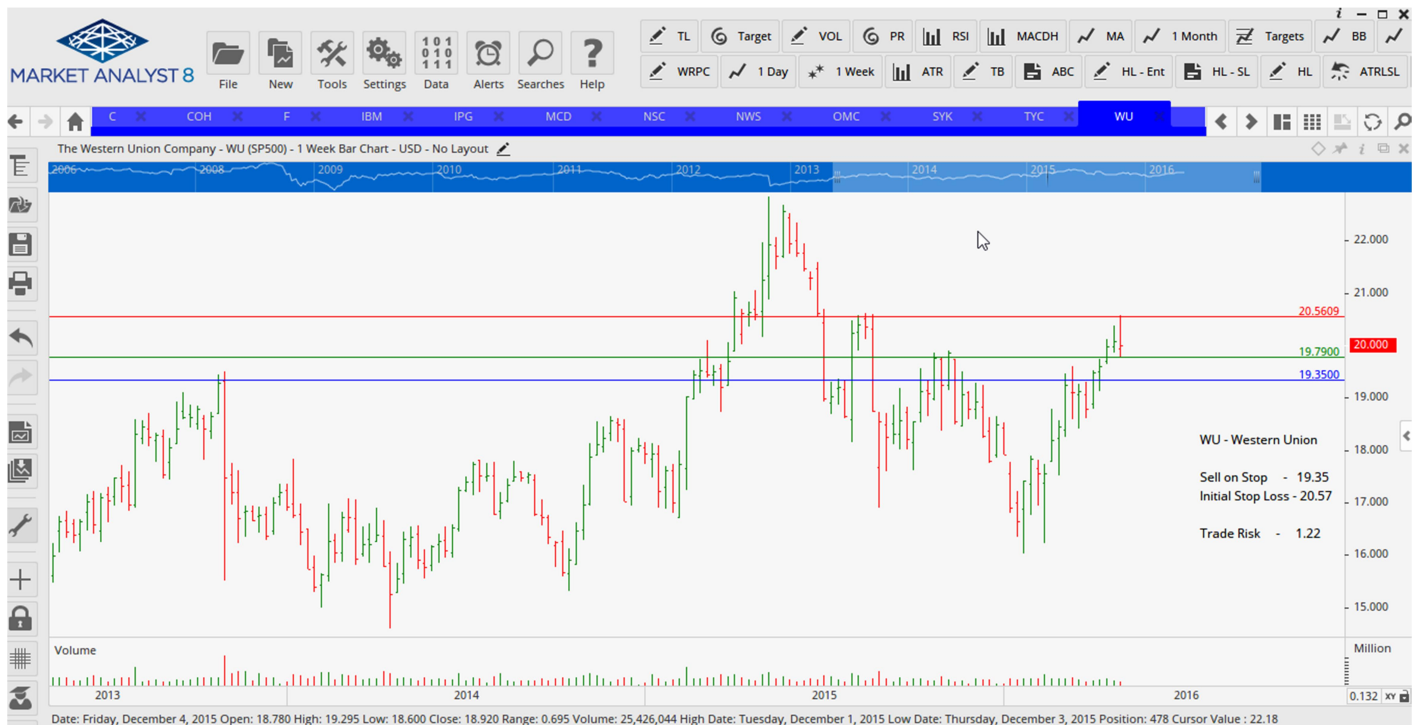 i
TL Target VOL PR RSI MACDH MA 1 Month Targets BB
MARKET ANALYST 8
File New Tools Settings Data Alerts Searches Help
WRPC 1 Day 1 Week ATR TB ABC HL - Ent HL - SL HL ATRLSL
C COH F IBM IPG MCD NSC NWS OMC SYK TYC WU
The Western Union Company - WU (SP500) - 1 Week Bar Chart - USD - No Layout
2006 2008 2009 2010 2011 2012 2013 2014 2015 2016
22.000
21.000
20.5609
20.000
19.7900
19.3500
19.000
WU - Western Union
18.000
Sell on Stop - 19.35
Initial Stop Loss - 20.57
17.000
Trade Risk - 1.22
16.000
15.000
Volume Million
2013 2014 2015 2016 0.132 XY
Date: Friday, December 4, 2015 Open: 18.780 High: 19.295 Low: 18.600 Close: 18.920 Range: 0.695 Volume: 25,426,044 High Date: Tuesday, December 1, 2015 Low Date: Thursday, December 3, 2015 Position: 478 Cursor Value : 22.18